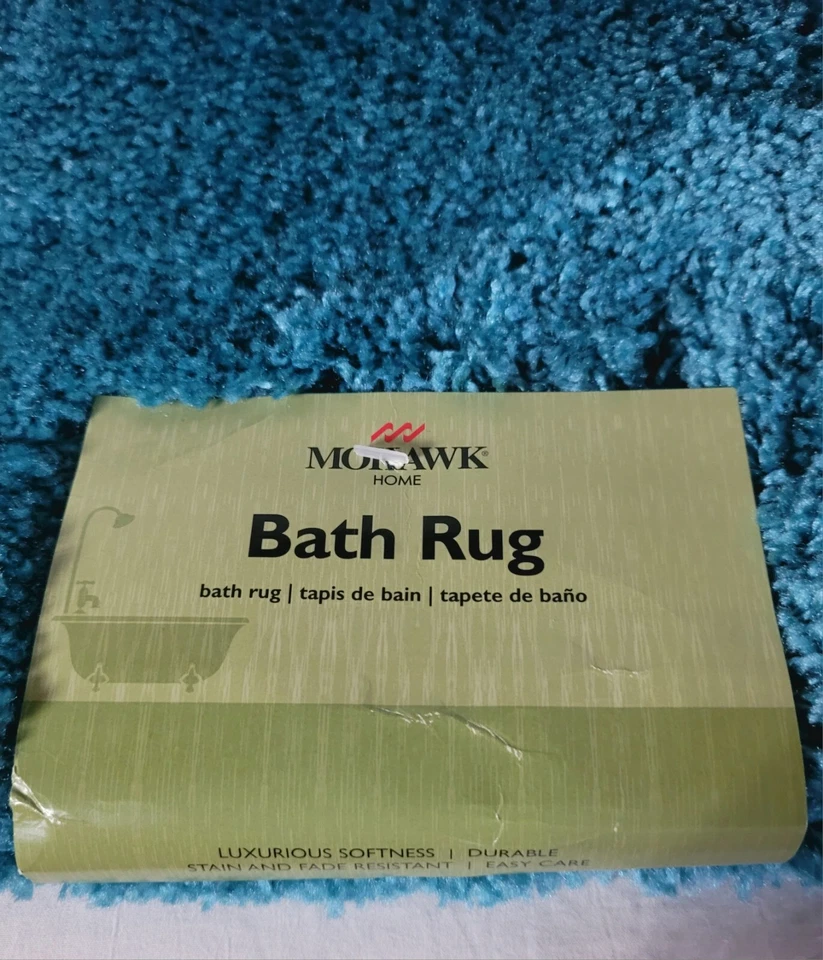 MOHAWK®
HOME
Bath Rug
bath rug | tapis de bain | tapete de baño
LUXURIOUS SOFTNESS | DURABLE
STAIN AND FADE RESISTANT | EASY CARE